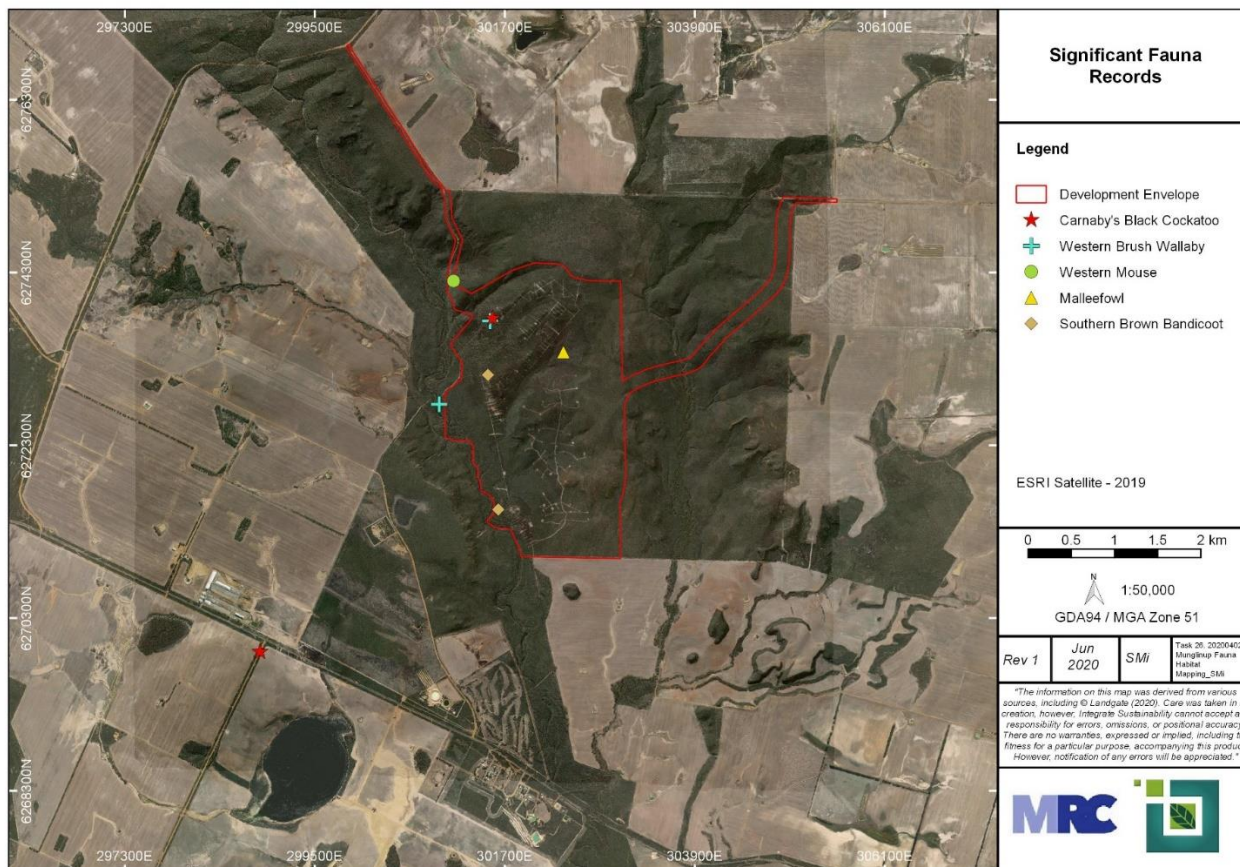 297300E
299500E
301700E
303900E
306100E
6276300N
6274300N
6272300N
6270300N
6268300N
297300E
299500E
301700E
303900E
306100E
Significant Fauna
Records
Legend
Development Envelope
Carnaby's Black Cockatoo
Western Brush Wallaby
Western Mouse
Malleefowl
Southern Brown Bandicoot
ESRI Satellite - 2019
0 0.5 1 1.5 2 km
N
1:50,000
GDA94 / MGA Zone 51
Rev 1
Jun
2020
SMi
Task 26. 20200402
Munglinup Fauna
Habitat
Mapping_SMi
"The information on this map was derived from various
sources, including © Landgate (2020). Care was taken in
creation, however, Integrate Sustainability cannot accept a
responsibility for errors, omissions, or positional accuracy
There are no warranties, expressed or implied, including t
fitness for a particular purpose, accompanying this produc
However, notification of any errors will be appreciated."
MRC